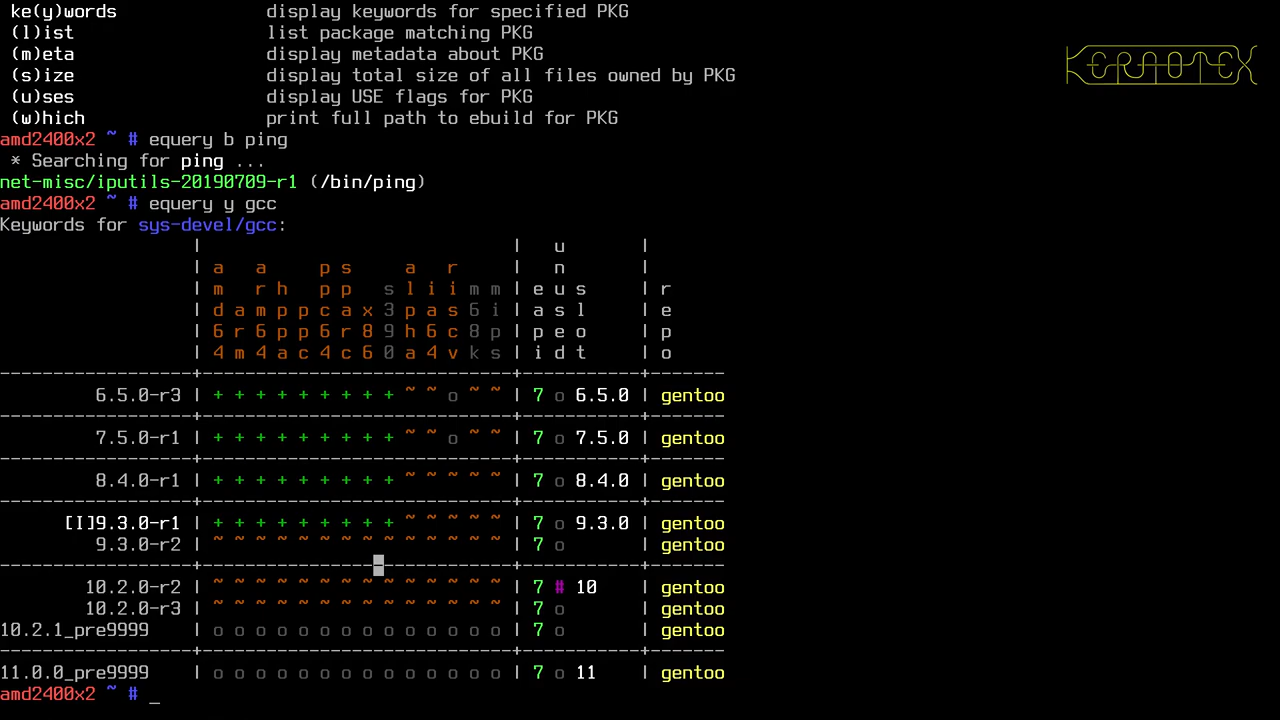 ke(y)words              display keywords for specified PKG
(l)ist                  list package matching PKG
(m)eta                  display metadata about PKG
(s)ize                  display total size of all files owned by PKG
(u)ses                  display USE flags for PKG
(w)hich                 print full path to ebuild for PKG
KERNOTEX
amd2400x2 ~ # equery b ping
 * Searching for ping ...
net-misc/iputils-20190709-r1 (/bin/ping)
amd2400x2 ~ # equery y gcc
Keywords for sys-devel/gcc:
                  |                             |   u       |
                  | a   a     p s     a   r     |   n       |
                  | m   r h   p p   s l i i m m | e u s     | r
                  | d a m p p c a x 3 p a s 6 i | a s l     | e
                  | 6 r 6 p p 6 r 8 9 h 6 c 8 p | p e o     | p
                  | 4 m 4 a c 4 c 6 0 a 4 v k s | i d t     | o
------------------+-----------------------------+-----------+-------
         6.5.0-r3 | + + + + + + + + + ~ ~ o ~ ~ | 7 o 6.5.0 | gentoo
------------------+-----------------------------+-----------+-------
         7.5.0-r1 | + + + + + + + + + ~ ~ o ~ ~ | 7 o 7.5.0 | gentoo
------------------+-----------------------------+-----------+-------
         8.4.0-r1 | + + + + + + + + + ~ ~ ~ ~ ~ | 7 o 8.4.0 | gentoo
------------------+-----------------------------+-----------+-------
      [I]9.3.0-r1 | + + + + + + + + + ~ ~ ~ ~ ~ | 7 o 9.3.0 | gentoo
         9.3.0-r2 | ~ ~ ~ ~ ~ ~ ~ ~ ~ ~ ~ ~ ~ ~ | 7 o       | gentoo
------------------+-----------------------------+-----------+-------
        10.2.0-r2 | ~ ~ ~ ~ ~ ~ ~ ~ ~ ~ ~ ~ ~ ~ | 7 # 10    | gentoo
        10.2.0-r3 | ~ ~ ~ ~ ~ ~ ~ ~ ~ ~ ~ ~ ~ ~ | 7 o       | gentoo
10.2.1_pre9999    | o o o o o o o o o o o o o o | 7 o       | gentoo
------------------+-----------------------------+-----------+-------
11.0.0_pre9999    | o o o o o o o o o o o o o o | 7 o 11    | gentoo
amd2400x2 ~ # _